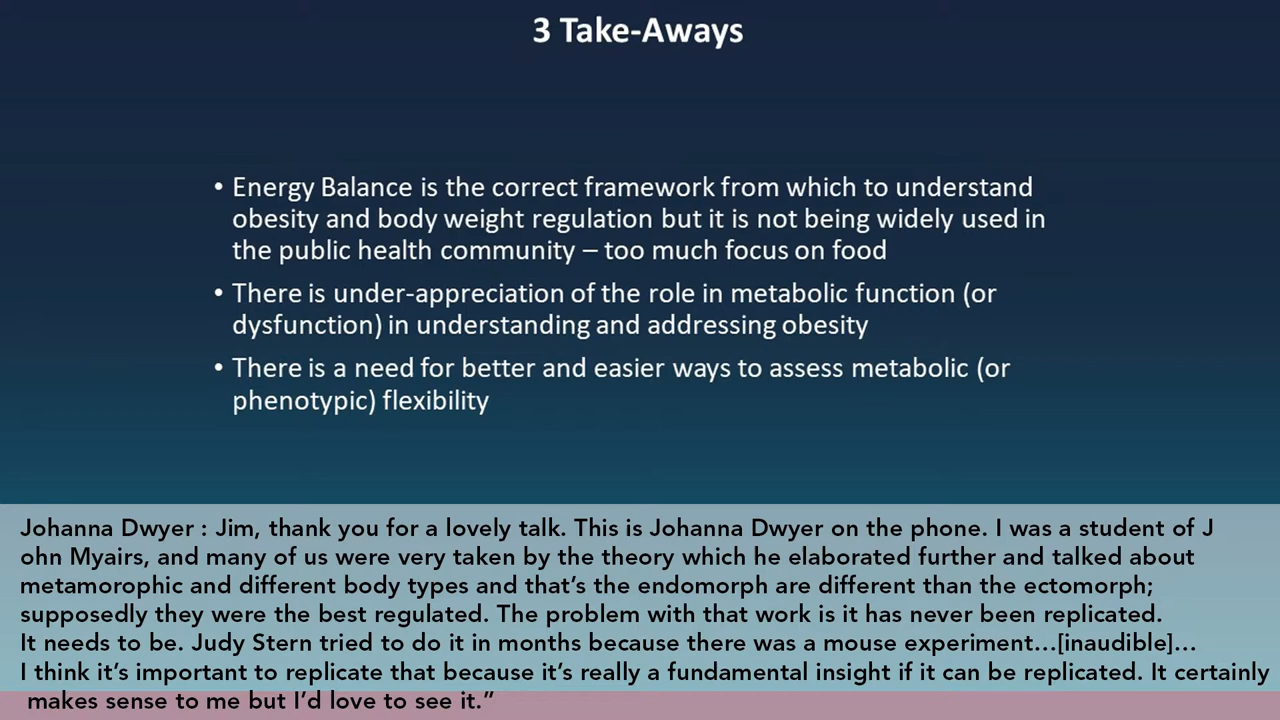 3 Take-Aways
• Energy Balance is the correct framework from which to understand
obesity and body weight regulation but it is not being widely used in
the public health community – too much focus on food
• There is under-appreciation of the role in metabolic function (or
dysfunction) in understanding and addressing obesity
• There is a need for better and easier ways to assess metabolic (or
phenotypic) flexibility
Johanna Dwyer : Jim, thank you for a lovely talk. This is Johanna Dwyer on the phone. I was a student of J
ohn Myairs, and many of us were very taken by the theory which he elaborated further and talked about
metamorophic and different body types and that’s the endomorph are different than the ectomorph;
supposedly they were the best regulated. The problem with that work is it has never been replicated.
It needs to be. Judy Stern tried to do it in months because there was a mouse experiment…[inaudible]…
I think it’s important to replicate that because it’s really a fundamental insight if it can be replicated. It certainly
makes sense to me but I’d love to see it.”